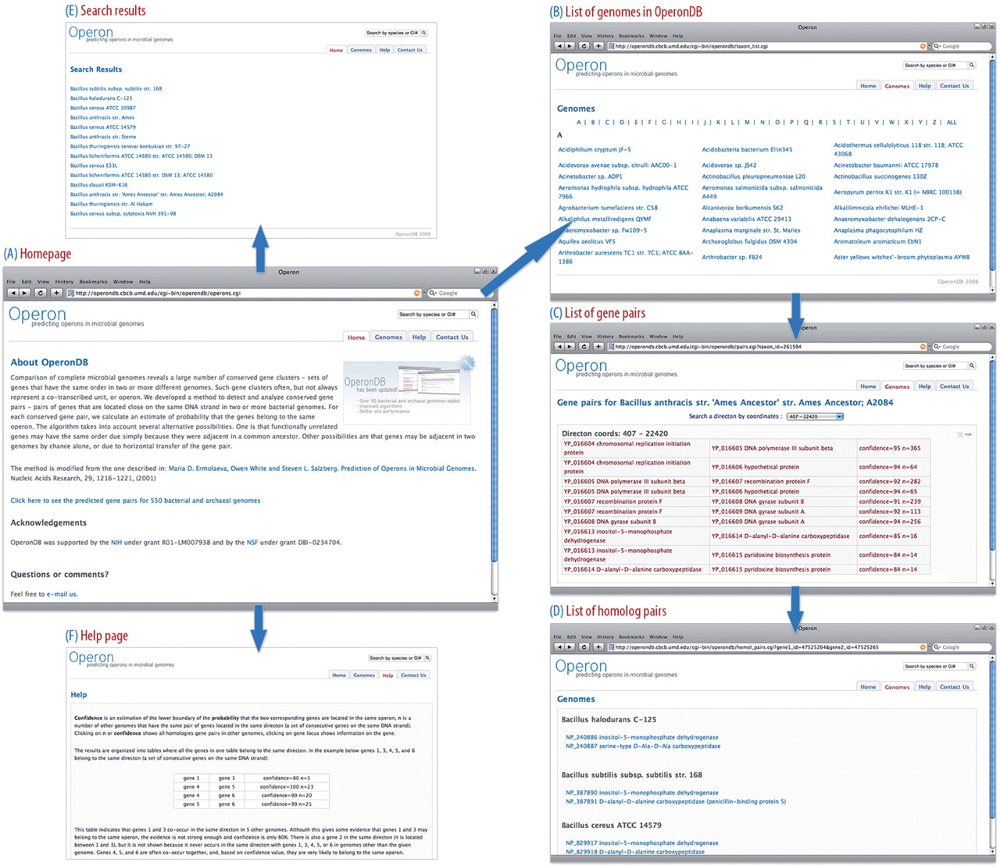 (E) Search results
Operon
predicting operons in microbial genomes
Search by species or GI#
Home Genomes Help Contact Us
Search Results
Bacillus subtilis subsp. subtilis str. 168
Bacillus halodurans C-125
Bacillus cereus ATCC 10987
Bacillus anthracis str. Ames
Bacillus cereus ATCC 14579
Bacillus anthracis str. Sterne
Bacillus thuringiensis serovar konkukian str. 97-27
Bacillus licheniformis ATCC 14580 str. ATCC 14580; DSM 13
Bacillus cereus E33L
Bacillus licheniformis ATCC 14580 str. DSM 13; ATCC 14580
Bacillus clausii KSM-K16
Bacillus anthracis str. 'Ames Ancestor' str. Ames Ancestor; A2084
Bacillus thuringiensis str. Al Hakam
Bacillus cereus subsp. cytotoxis NVH 391-98
OperonDB 2008
(A) Homepage
Operon
File Edit View History Bookmarks Window Help
http://operondb.cbcb.umd.edu/cgi-bin/operondb/operons.cgi
Google
Operon
predicting operons in microbial genomes
Search by species or GI#
Home Genomes Help Contact Us
About OperonDB
Comparison of complete microbial genomes reveals a large number of conserved gene clusters - sets of
genes that have the same order in two or more different genomes. Such gene clusters often, but not always
represent a co-transcribed unit, or operon. We developed a method to detect and analyze conserved gene
pairs - pairs of genes that are located close on the same DNA strand in two or more bacterial genomes. For
each conserved gene pair, we calculate an estimate of probability that the genes belong to the same
operon. The algorithm takes into account several alternative possibilities. One is that functionally unrelated
genes may have the same order due simply because they were adjacent in a common ancestor. Other possibilities are that genes may be adjacent in two
genomes by chance alone, or due to horizontal transfer of the gene pair.
OperonDB
has been updated!
- Over 95 bacterial and archaeal genomes added
- Improved algorithms
- Better site performance
The method is modified from the one described in: Maria D. Ermolaeva, Owen White and Steven L. Salzberg. Prediction of Operons in Microbial Genomes.
Nucleic Acids Research, 29, 1216-1221, (2001)
Click here to see the predicted gene pairs for 550 bacterial and archaeal genomes
Acknowledgements
OperonDB was supported by the NIH under grant R01-LM007938 and by the NSF under grant DBI-0234704.
Questions or comments?
Feel free to e-mail us.
(F) Help page
Operon
predicting operons in microbial genomes
Search by species or GI#
Home Genomes Help Contact Us
Help
Confidence is an estimation of the lower boundary of the probability that the two corresponding genes are located in the same operon, n is a
number of other genomes that have the same pair of genes located in the same directon (a set of consecutive genes on the same DNA strand).
Clicking on n or confidence shows all homologies gene pairs in other genomes, clicking on gene locus shows information on the gene.
The results are organized into tables where all the genes in one table belong to the same directon. In the example below genes 1, 3, 4, 5, and 6
belong to the same directon (a set of consecutive genes on the same DNA strand):
gene 1 gene 3 confidence=80 n=5
gene 4 gene 5 confidence=100 n=23
gene 4 gene 6 confidence=99 n=20
gene 5 gene 6 confidence=99 n=21
This table indicates that genes 1 and 3 co-occur in the same directon in 5 other genomes. Although this gives some evidence that genes 1 and 3 may
belong to the same operon, the evidence is not strong enough and confidence is only 80%. There is also a gene 2 in the same directon (it is located
between 1 and 3), but it is not shown because it never occurs in the same directon with genes 1, 3, 4, 5, or 6 in genomes other than the given
genome. Genes 4, 5, and 6 are often co-occur together, and, based on confidence value, they are very likely to belong to the same operon.
(B) List of genomes in OperonDB
Operon
File Edit View History Bookmarks Window Help
http://operondb.cbcb.umd.edu/cgi-bin/operondb/taxon_list.cgi
Google
Operon
predicting operons in microbial genomes
Search by species or GI#
Home Genomes Help Contact Us
Genomes
A | B | C | D | E | F | G | H | I | J | K | L | M | N | O | P | Q | R | S | T | U | V | W | X | Y | Z | ALL
A
Acidiphilium cryptum JF-5 Acidobacteria bacterium Ellin345 Acidothermus cellulolyticus 11B str. 11B; ATCC
43068
Acidovorax avenae subsp. citrulli AAC00-1 Acidovorax sp. JS42 Acinetobacter baumannii ATCC 17978
Acinetobacter sp. ADP1 Actinobacillus pleuropneumoniae L20 Actinobacillus succinogenes 130Z
Aeromonas hydrophila subsp. hydrophila ATCC
7966 Aeromonas salmonicida subsp. salmonicida
A449 Aeropyrum pernix K1 str. K1 (= NBRC 100138)
Agrobacterium tumefaciens str. C58 Alcanivorax borkumensis SK2 Alkalilimnicola ehrlichei MLHE-1
Alkaliphilus metalliredigens QYMF Anabaena variabilis ATCC 29413 Anaeromyxobacter dehalogenans 2CP-C
Anaeromyxobacter sp. Fw109-5 Anaplasma marginale str. St. Maries Anaplasma phagocytophilum HZ
Aquifex aeolicus VF5 Archaeoglobus fulgidus DSM 4304 Aromatoleum aromaticum EbN1
Arthrobacter aurescens TC1 str. TC1; ATCC BAA-
1386 Arthrobacter sp. FB24 Aster yellows witches'-broom phytoplasma AYWB
OperonDB 2008
(C) List of gene pairs
Operon
File Edit View History Bookmarks Window Help
http://operondb.cbcb.umd.edu/cgi-bin/operondb/pairs.cgi?taxon_id=261594
Google
Operon
predicting operons in microbial genomes
Search by species or GI#
Home Genomes Help Contact Us
Gene pairs for Bacillus anthracis str. 'Ames Ancestor' str. Ames Ancestor; A2084
Search a directon by coordinates : 407 - 22420
Directon coords: 407 - 22420
TOP
YP_016604 chromosomal replication initiation
protein YP_016605 DNA polymerase III subunit beta confidence=95 n=365
YP_016604 chromosomal replication initiation
protein YP_016606 hypothetical protein confidence=94 n=64
YP_016605 DNA polymerase III subunit beta YP_016607 recombination protein F confidence=92 n=282
YP_016605 DNA polymerase III subunit beta YP_016606 hypothetical protein confidence=94 n=65
YP_016607 recombination protein F YP_016608 DNA gyrase subunit B confidence=91 n=239
YP_016607 recombination protein F YP_016609 DNA gyrase subunit A confidence=92 n=113
YP_016608 DNA gyrase subunit B YP_016609 DNA gyrase subunit A confidence=94 n=256
YP_016613 inositol-5-monophosphate
dehydrogenase YP_016614 D-alanyl-D-alanine carboxypeptidase confidence=85 n=16
YP_016613 inositol-5-monophosphate
dehydrogenase YP_016615 pyridoxine biosynthesis protein confidence=84 n=14
YP_016614 D-alanyl-D-alanine carboxypeptidase YP_016615 pyridoxine biosynthesis protein confidence=84 n=14
(D) List of homolog pairs
Operon
File Edit View History Bookmarks Window Help
http://operondb.cbcb.umd.edu/cgi-bin/operondb/homol_pairs.cgi?gene1_id=47525264&gene2_id=47525265
Google
Operon
predicting operons in microbial genomes
Search by species or GI#
Home Genomes Help Contact Us
Genomes
Bacillus halodurans C-125
NP_240886 inositol-5-monophosphate dehydrogenase
NP_240887 serine-type D-Ala-D-Ala carboxypeptidase
Bacillus subtilis subsp. subtilis str. 168
NP_387890 inositol-5-monophosphate dehydrogenase
NP_387891 D-alanyl-D-alanine carboxypeptidase (penicillin-binding protein 5)
Bacillus cereus ATCC 14579
NP_829917 inositol-5-monophosphate dehydrogenase
NP_829918 D-alanyl-D-alanine carboxypeptidase